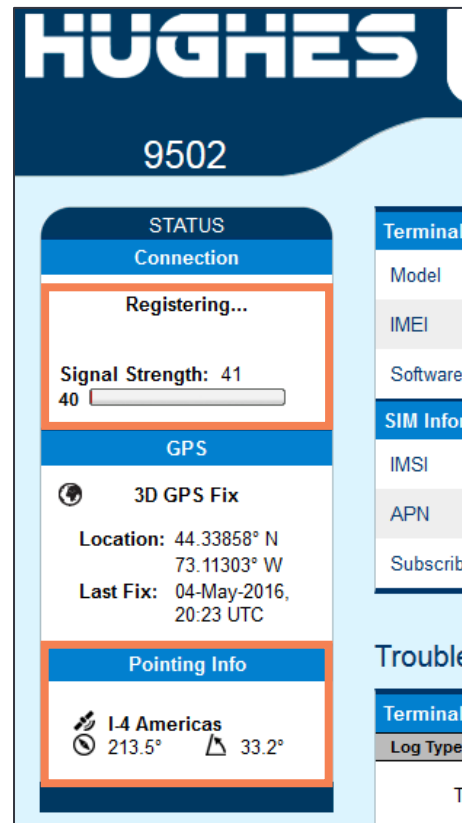 HUGHES
9502
STATUS
Connection
Registering...
Signal Strength: 41
40
GPS
3D GPS Fix
Location: 44.33858° N
73.11303° W
Last Fix: 04-May-2016,
20:23 UTC
Pointing Info
I-4 Americas
213.5° 33.2°
Terminal
Model
IMEI
Software
SIM Infor
IMSI
APN
Subscrib
Trouble
Terminal
Log Type
T